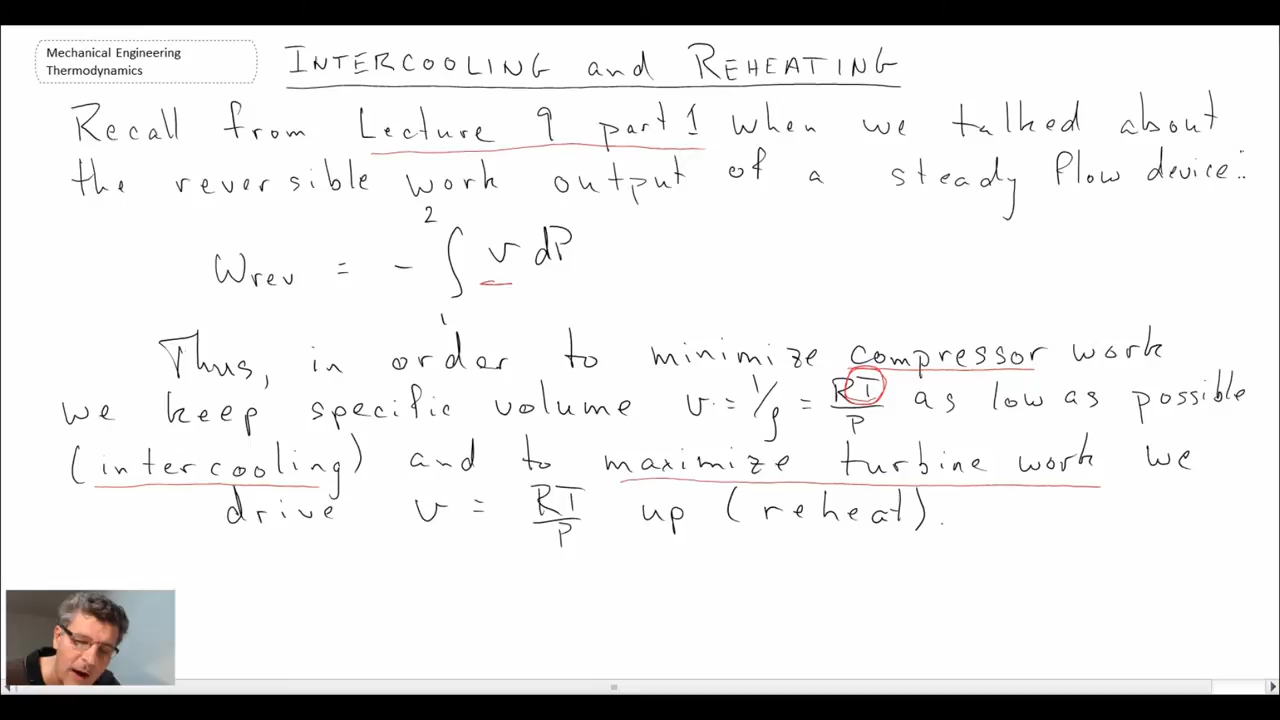 Mechanical Engineering
Thermodynamics
INTERCOOLING and REHEATING
Recall from Lecture 9 part 1 when we talked about
the reversible work output of a steady flow device:
Wrev = - ∫₁² v dP
Thus, in order to minimize compressor work
we keep specific volume v = 1/ρ = RT/P as low as possible
(intercooling) and to maximize turbine work we
drive v = RT/P up (reheat).